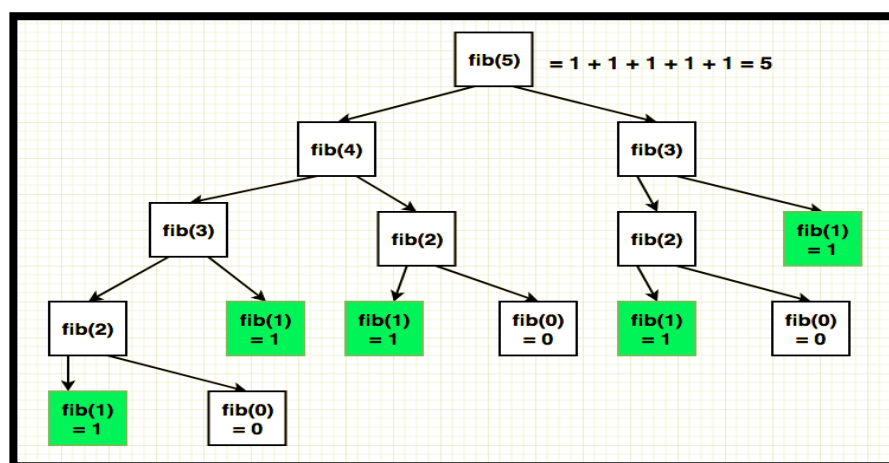 fib(5) = 1 + 1 + 1 + 1 + 1 = 5
fib(4)
fib(3)
fib(3)
fib(2)
fib(2)
fib(1)
= 1
fib(2)
fib(1)
= 1
fib(1)
= 1
fib(0)
= 0
fib(1)
= 1
fib(0)
= 0
fib(1)
= 1
fib(0)
= 0